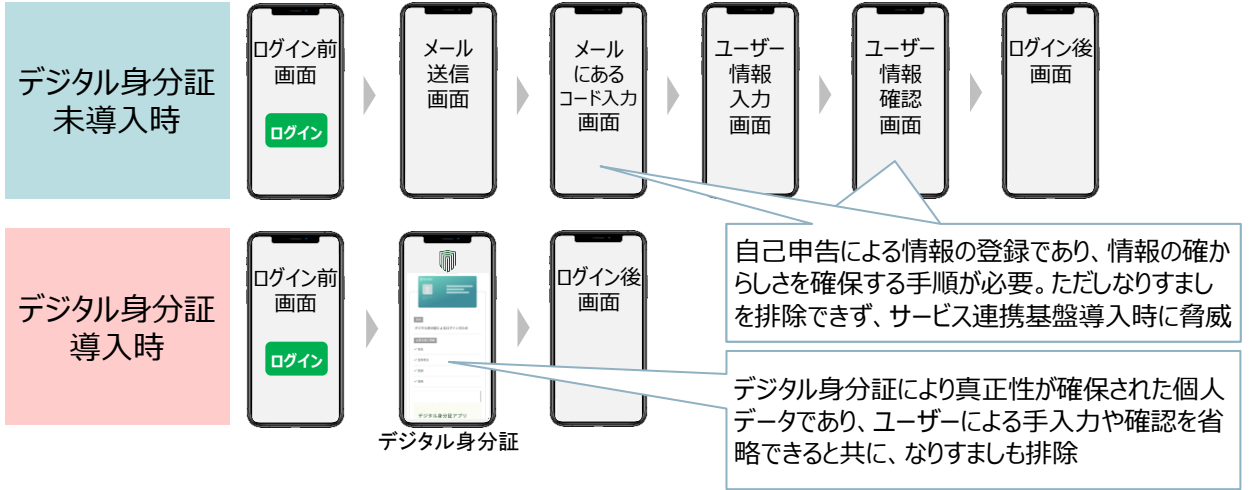 デジタル身分証
未導入時
ログイン前
画面
ログイン
メール
送信
画面
メール
にある
コード入力
画面
ユーザー
情報
入力
画面
ユーザー
情報
確認
画面
ログイン後
画面
自己申告による情報の登録であり、情報の確か
らしさを確保する手順が必要。ただしなりすまし
を排除できず、サービス連携基盤導入時に脅威
デジタル身分証
導入時
ログイン前
画面
ログイン
デジタル身分証アプリ
デジタル身分証
ログイン後
画面
デジタル身分証により真正性が確保された個人
データであり、ユーザーによる手入力や確認を省
略できると共に、なりすましも排除